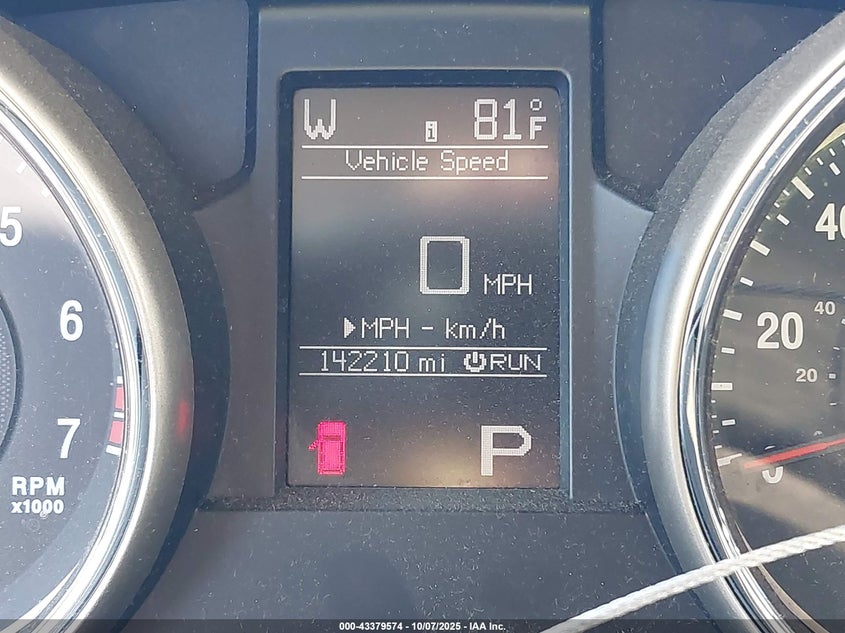 W i 81°F
Vehicle Speed
0 MPH
▶MPH - km/h
142210 mi RUN
P
5
6
7
RPM
x1000
40
20
40
20
0
000-43379574 - 10/07/2025 - IAA Inc.